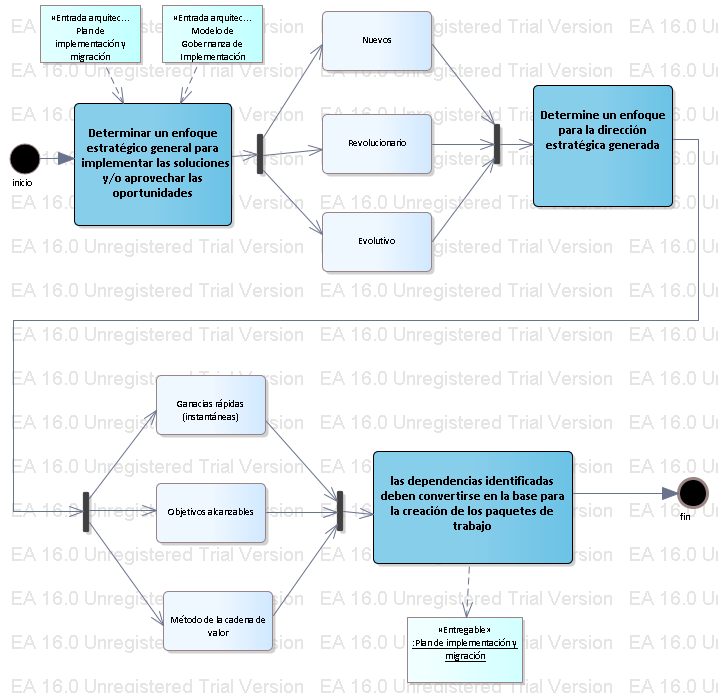 «Entrada arquitec...
Plan de
implementación y
migración
«Entrada arquitec...
Modelo de
Gobernanza de
Implementación
Nuevos
Determinar un enfoque
estratégico general para
implementar las soluciones
y/o aprovechar las
oportunidades
inicio
Revolucionario
Evolutivo
Determine un enfoque
para la dirección
estratégica generada
Ganacias rápidas
(instantáneas)
Objetivos alcanzables
Método de la cadena de
valor
las dependencias identificadas
deben convertirse en la base para
la creación de los paquetes de
trabajo
fin
«Entregable»
:Plan de implementación y
migración
EA 16.0 Unregistered Trial Version